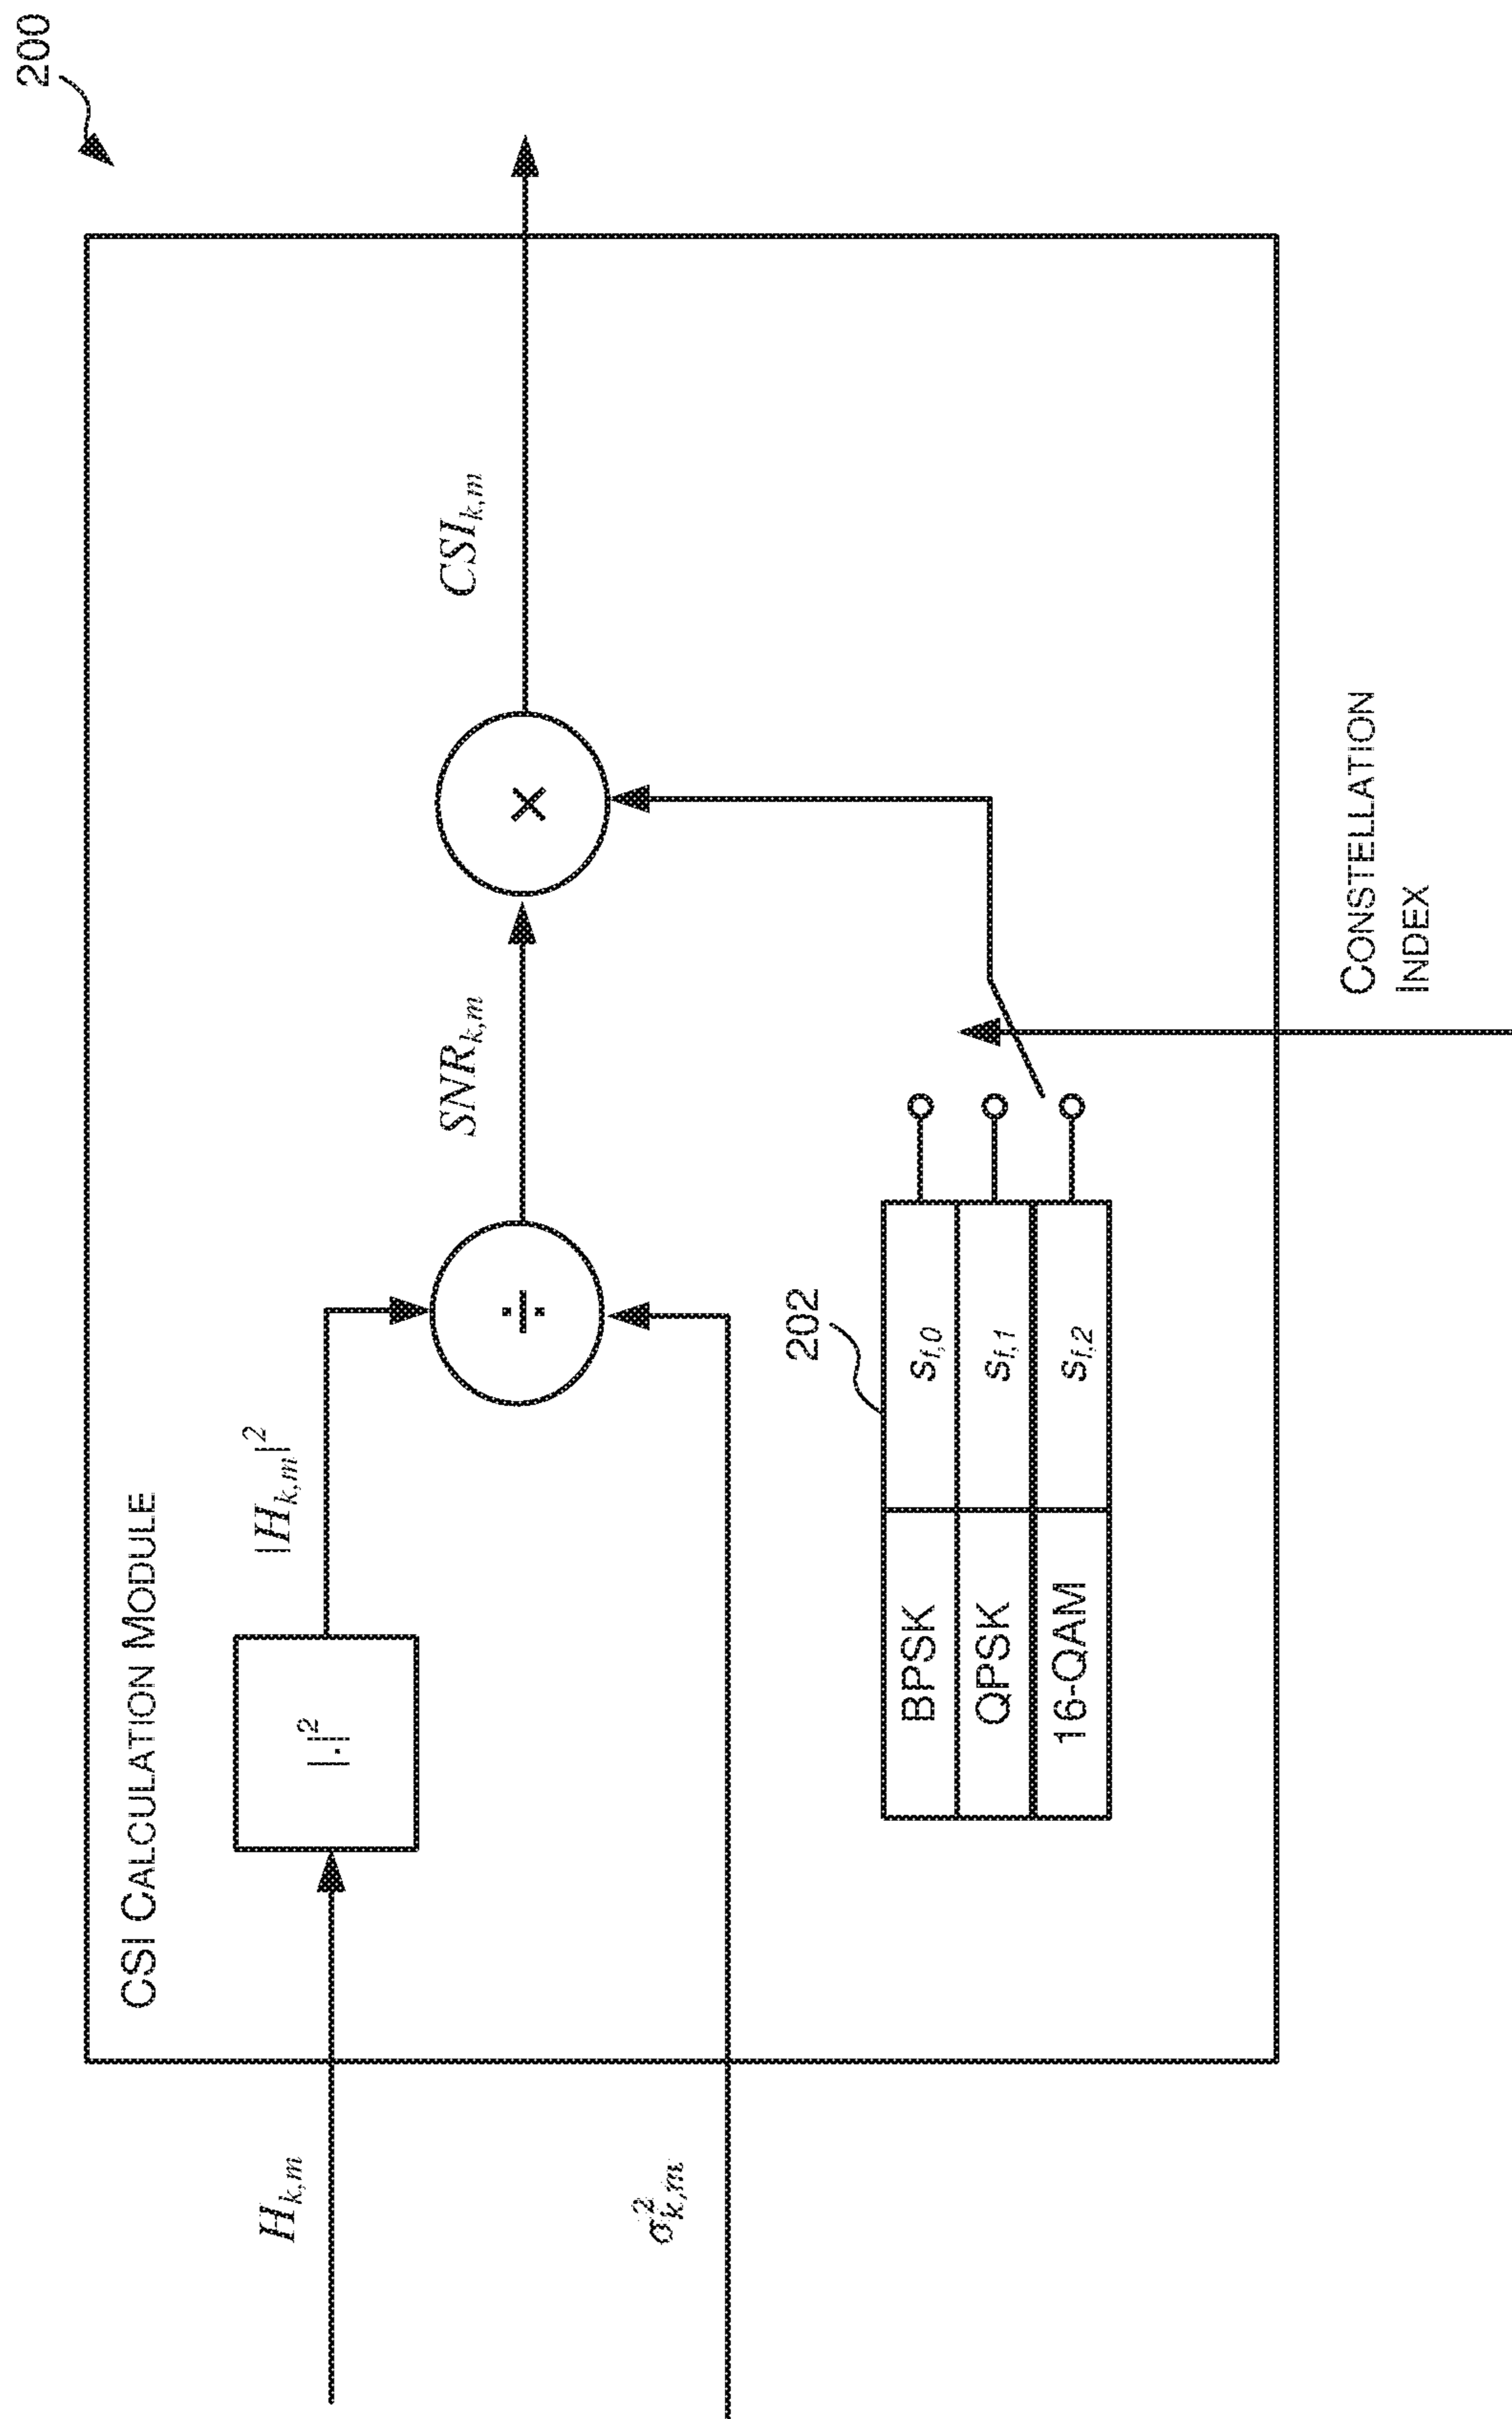 200
CSI CALCULATION MODULE
H_{k,m}
|.|²
|H_{k,m}|²
÷
SNR_{k,m}
×
CSI_{k,m}
σ²_{k,m}
202
BPSK s_{f,0}
QPSK s_{f,1}
16-QAM s_{f,2}
CONSTELLATION
INDEX